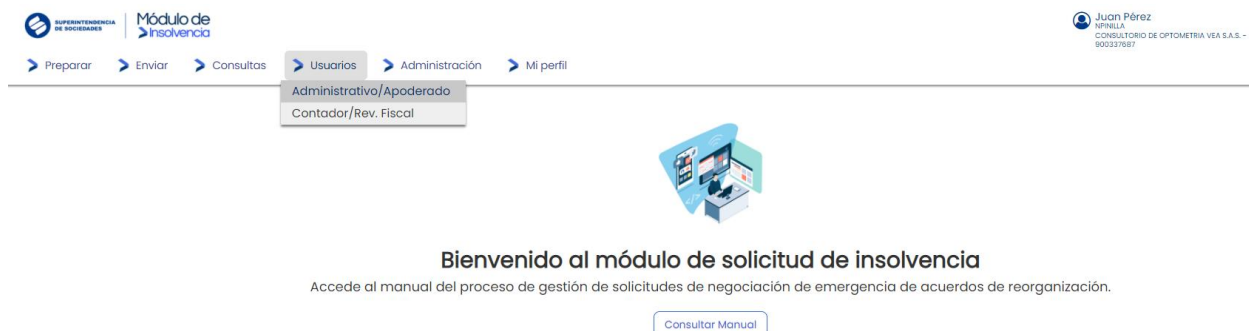 SUPERINTENDENCIA
DE SOCIEDADES
Módulo de
Insolvencia
Juan Pérez
NPINILLA
CONSULTORIO DE OPTOMETRIA VEA S.A.S. -
900337687
Preparar Enviar Consultas Usuarios Administración Mi perfil
Administrativo/Apoderado
Contador/Rev. Fiscal
Bienvenido al módulo de solicitud de insolvencia
Accede al manual del proceso de gestión de solicitudes de negociación de emergencia de acuerdos de reorganización.
Consultar Manual